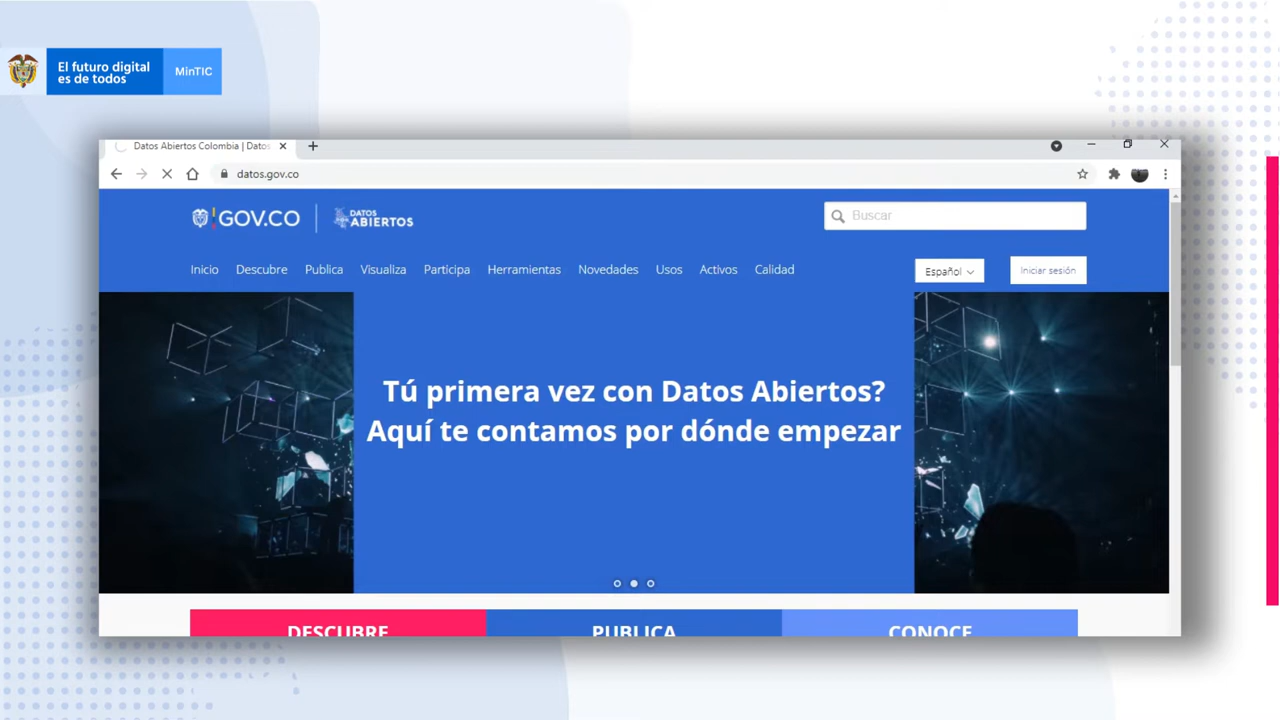 El futuro digital
es de todos
MinTIC
Datos Abiertos Colombia | Datos
datos.gov.co
GOV.CO
DATOS
ABIERTOS
Buscar
Inicio Descubre Publica Visualiza Participa Herramientas Novedades Usos Activos Calidad
Español
Iniciar sesión
Tú primera vez con Datos Abiertos?
Aquí te contamos por dónde empezar
DESCUBRE PUBLICA CONOCE